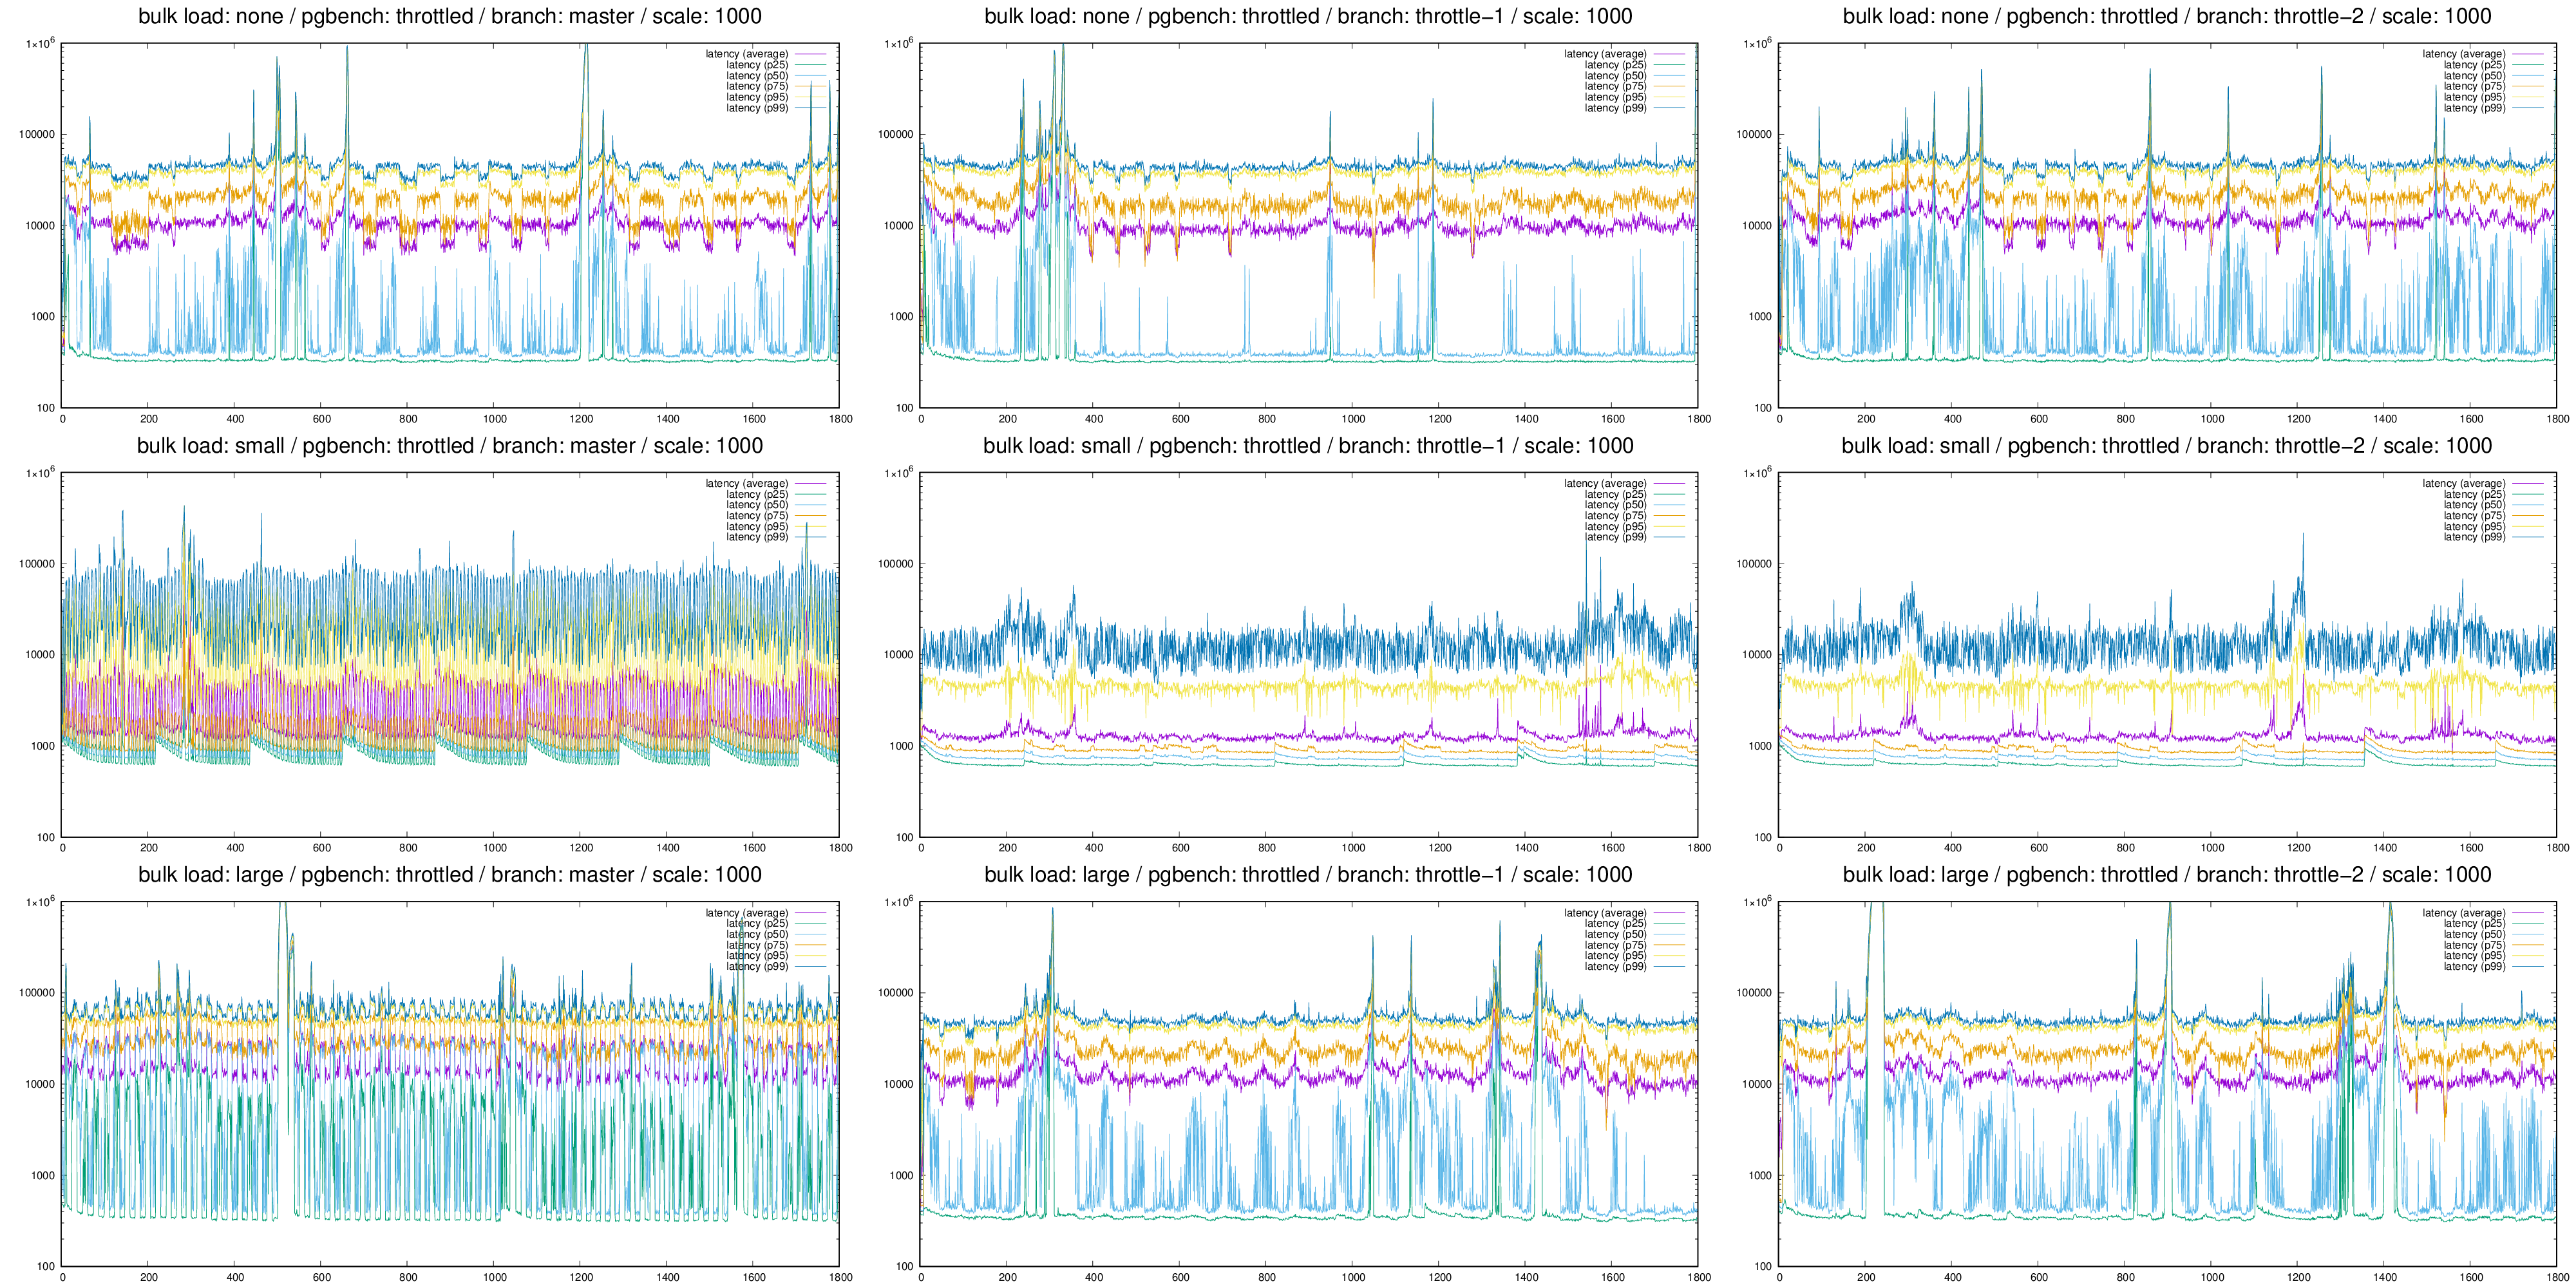 bulk load: none / pgbench: throttled / branch: master / scale: 1000
1×10⁶
latency (average)
latency (p25)
latency (p50)
latency (p75)
latency (p95)
latency (p99)
100000
10000
1000
100
0 200 400 600 800 1000 1200 1400 1600 1800
bulk load: none / pgbench: throttled / branch: throttle−1 / scale: 1000
1×10⁶
latency (average)
latency (p25)
latency (p50)
latency (p75)
latency (p95)
latency (p99)
100000
10000
1000
100
0 200 400 600 800 1000 1200 1400 1600 1800
bulk load: none / pgbench: throttled / branch: throttle−2 / scale: 1000
1×10⁶
latency (average)
latency (p25)
latency (p50)
latency (p75)
latency (p95)
latency (p99)
100000
10000
1000
100
0 200 400 600 800 1000 1200 1400 1600 1800
bulk load: small / pgbench: throttled / branch: master / scale: 1000
1×10⁶
latency (average)
latency (p25)
latency (p50)
latency (p75)
latency (p95)
latency (p99)
100000
10000
1000
100
0 200 400 600 800 1000 1200 1400 1600 1800
bulk load: small / pgbench: throttled / branch: throttle−1 / scale: 1000
1×10⁶
latency (average)
latency (p25)
latency (p50)
latency (p75)
latency (p95)
latency (p99)
100000
10000
1000
100
0 200 400 600 800 1000 1200 1400 1600 1800
bulk load: small / pgbench: throttled / branch: throttle−2 / scale: 1000
1×10⁶
latency (average)
latency (p25)
latency (p50)
latency (p75)
latency (p95)
latency (p99)
100000
10000
1000
100
0 200 400 600 800 1000 1200 1400 1600 1800
bulk load: large / pgbench: throttled / branch: master / scale: 1000
1×10⁶
latency (average)
latency (p25)
latency (p50)
latency (p75)
latency (p95)
latency (p99)
100000
10000
1000
100
0 200 400 600 800 1000 1200 1400 1600 1800
bulk load: large / pgbench: throttled / branch: throttle−1 / scale: 1000
1×10⁶
latency (average)
latency (p25)
latency (p50)
latency (p75)
latency (p95)
latency (p99)
100000
10000
1000
100
0 200 400 600 800 1000 1200 1400 1600 1800
bulk load: large / pgbench: throttled / branch: throttle−2 / scale: 1000
1×10⁶
latency (average)
latency (p25)
latency (p50)
latency (p75)
latency (p95)
latency (p99)
100000
10000
1000
100
0 200 400 600 800 1000 1200 1400 1600 1800